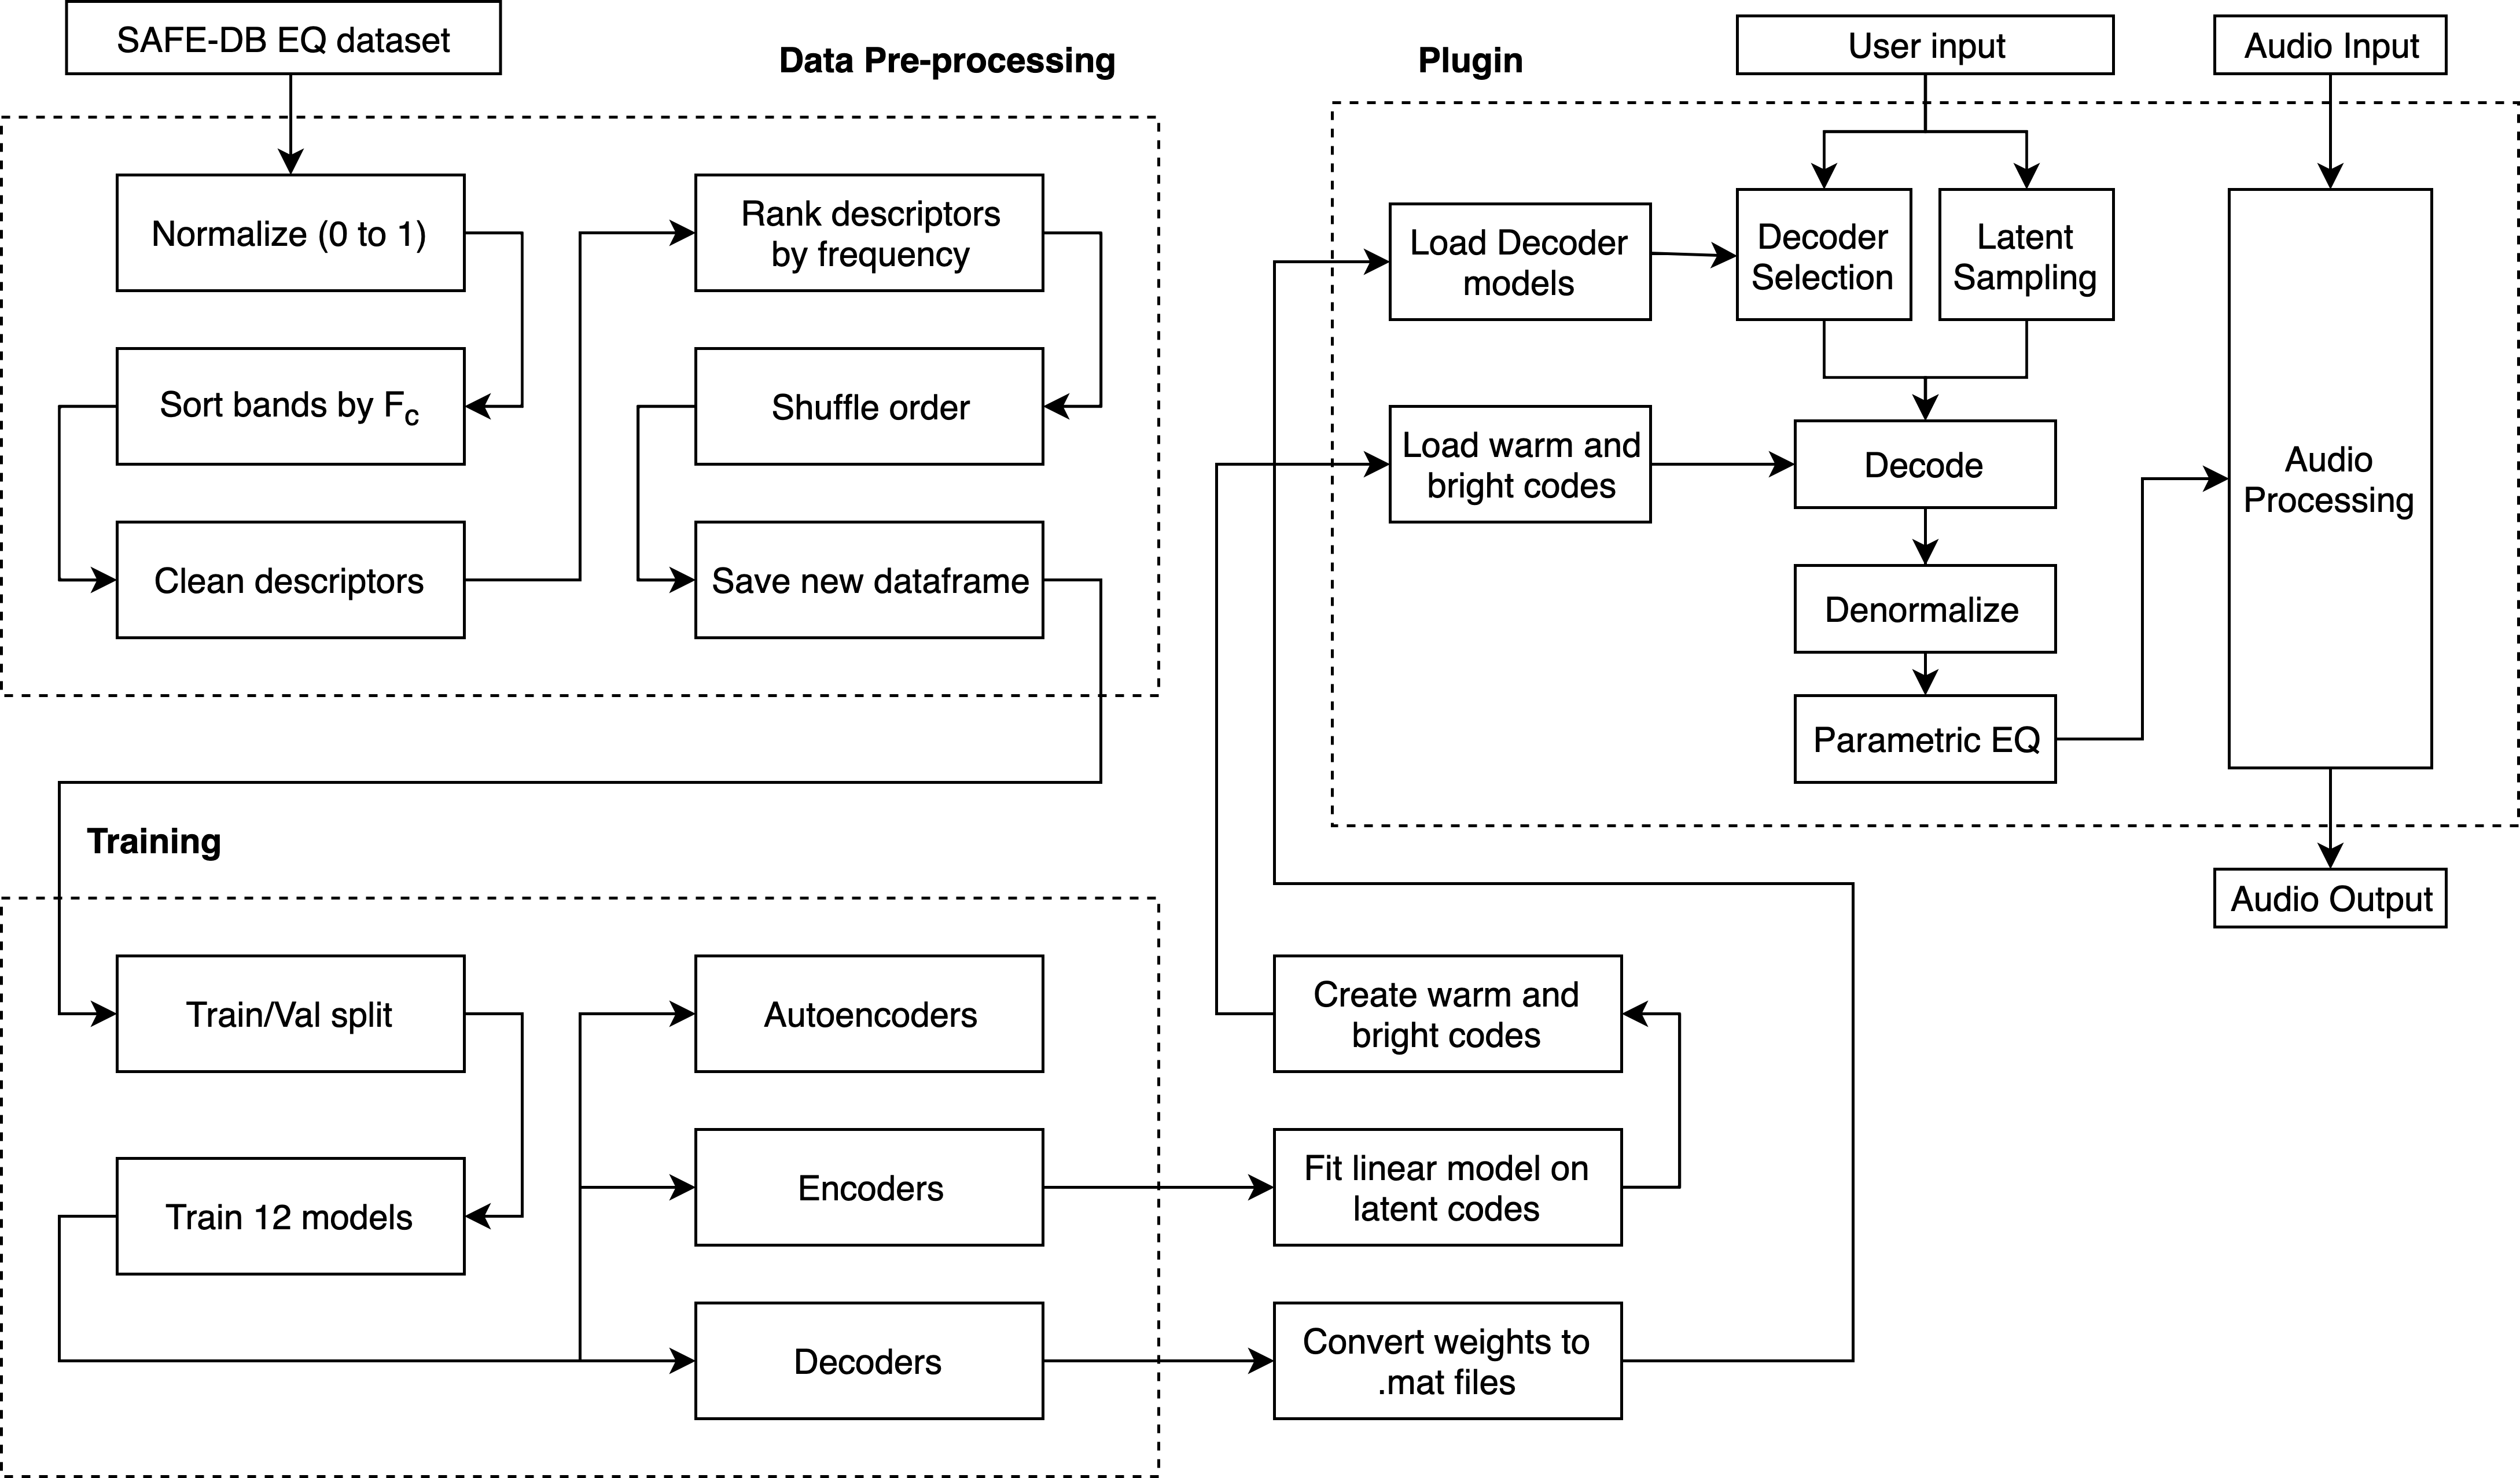 SAFE-DB EQ dataset
Data Pre-processing
Normalize (0 to 1)
Sort bands by Fc
Clean descriptors
Rank descriptors
by frequency
Shuffle order
Save new dataframe
Training
Train/Val split
Train 12 models
Autoencoders
Encoders
Decoders
Create warm and
bright codes
Fit linear model on
latent codes
Convert weights to
.mat files
Plugin
User input
Audio Input
Load Decoder
models
Decoder
Selection
Latent
Sampling
Load warm and
bright codes
Decode
Denormalize
Parametric EQ
Audio
Processing
Audio Output